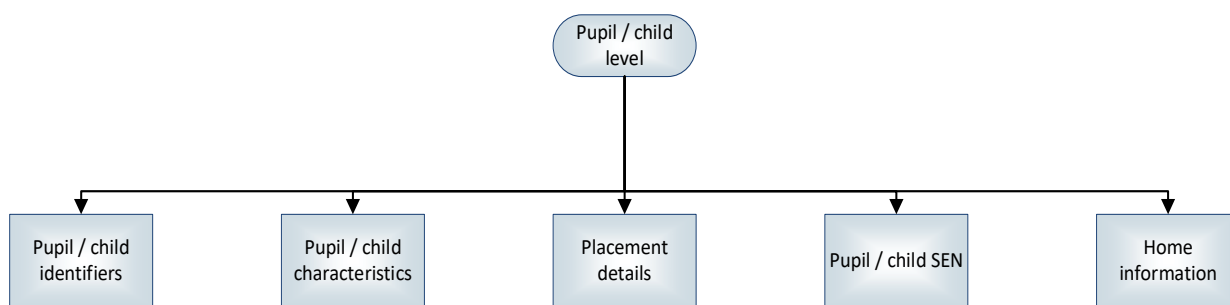 Pupil / child
level
Pupil / child
identifiers
Pupil / child
characteristics
Placement
details
Pupil / child SEN
Home
information